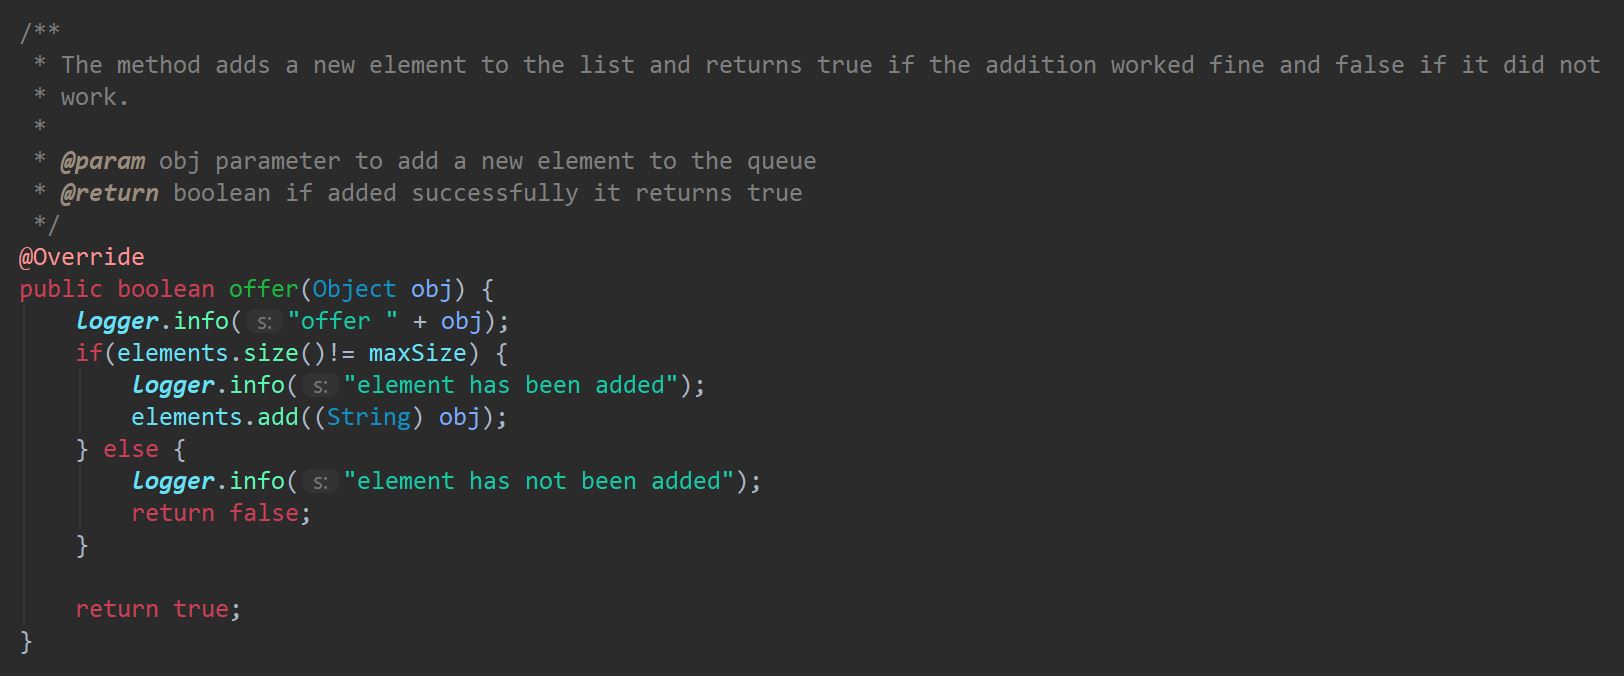 /**
 * The method adds a new element to the list and returns true if the addition worked fine and false if it did not
 * work.
 *
 * @param obj parameter to add a new element to the queue
 * @return boolean if added successfully it returns true
 */
@Override
public boolean offer(Object obj) {
    logger.info( s: "offer " + obj);
    if(elements.size()!= maxSize) {
        logger.info( s: "element has been added");
        elements.add((String) obj);
    } else {
        logger.info( s: "element has not been added");
        return false;
    }

    return true;
}